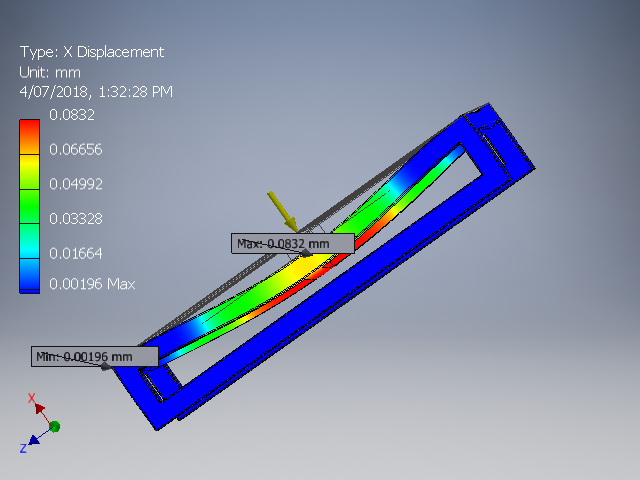 Type: X Displacement
Unit: mm
4/07/2018, 1:32:28 PM
0.0832
0.06656
0.04992
0.03328
0.01664
0.00196 Max
Max: 0.0832 mm
Min: 0.00196 mm
X
Z